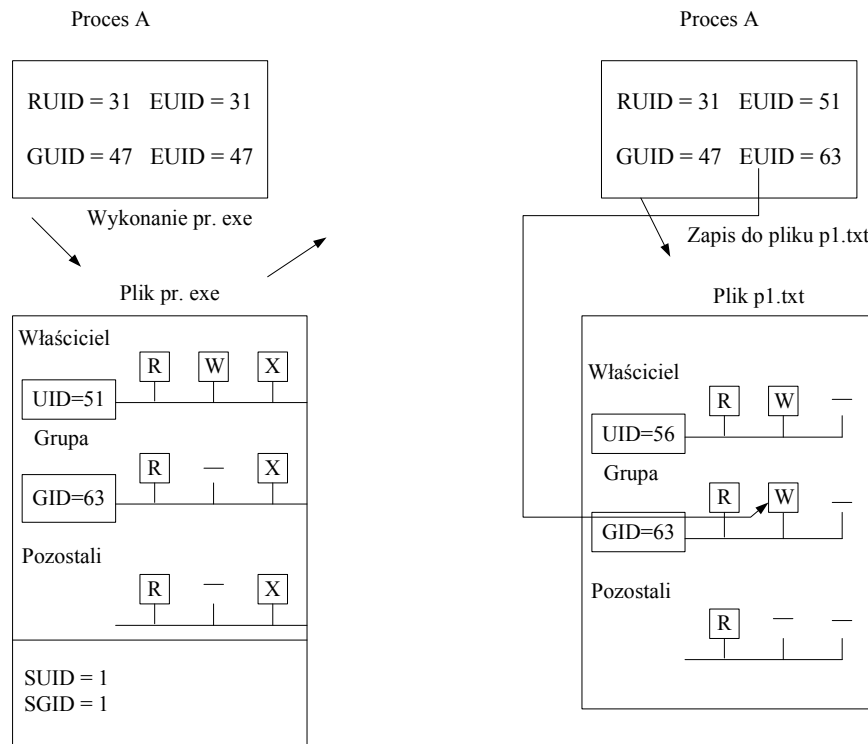 Proces A
RUID = 31 EUID = 31
GUID = 47 EUID = 47
Wykonanie pr. exe
Plik pr. exe
Właściciel
R W X
UID=51
Grupa
R — X
GID=63
Pozostali
R — X
SUID = 1
SGID = 1
Proces A
RUID = 31 EUID = 51
GUID = 47 EUID = 63
Zapis do pliku p1.txt
Plik p1.txt
Właściciel
R W —
UID=56
Grupa
R W —
GID=63
Pozostali
R — —